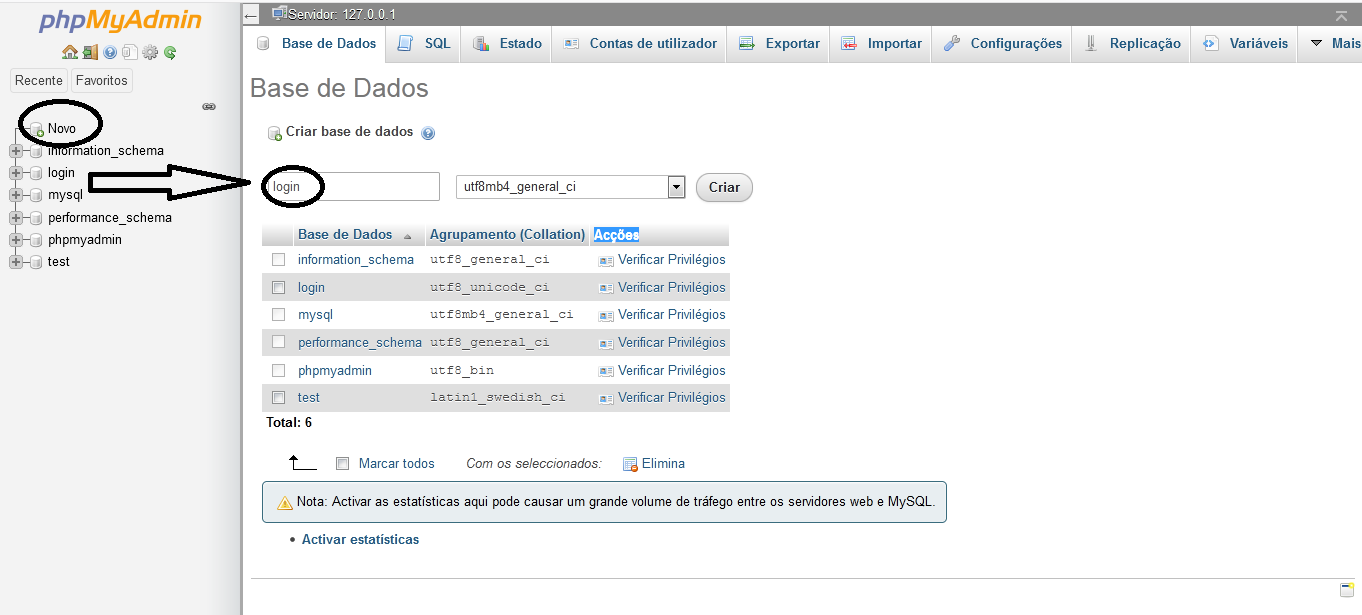 phpMyAdmin
Recente Favoritos
Novo
information_schema
login
mysql
performance_schema
phpmyadmin
test
Servidor: 127.0.0.1
Base de Dados SQL Estado Contas de utilizador Exportar Importar Configurações Replicação Variáveis Mais
Base de Dados
Criar base de dados
login utf8mb4_general_ci Criar
Base de Dados Agrupamento (Collation) Acções
information_schema utf8_general_ci Verificar Privilégios
login utf8_unicode_ci Verificar Privilégios
mysql utf8mb4_general_ci Verificar Privilégios
performance_schema utf8_general_ci Verificar Privilégios
phpmyadmin utf8_bin Verificar Privilégios
test latin1_swedish_ci Verificar Privilégios
Total: 6
Marcar todos Com os seleccionados: Elimina
Nota: Activar as estatísticas aqui pode causar um grande volume de tráfego entre os servidores web e MySQL.
• Activar estatísticas